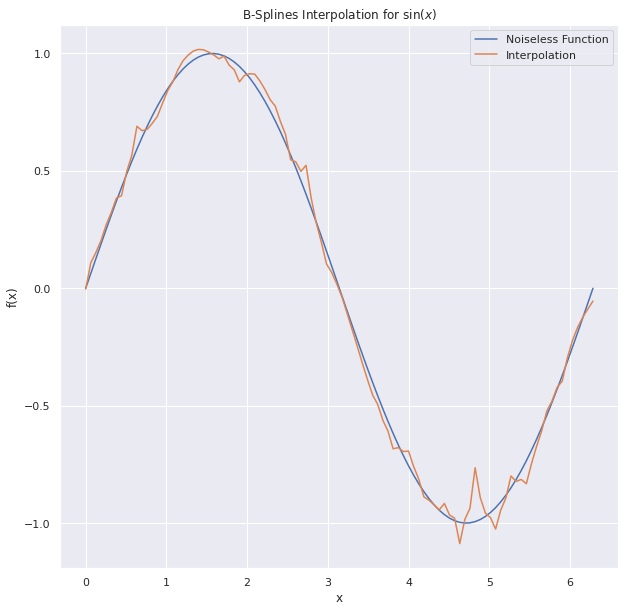 B-Splines Interpolation for sin(x)
Noiseless Function
Interpolation
1.0
0.5
0.0
−0.5
−1.0
f(x)
0 1 2 3 4 5 6
x